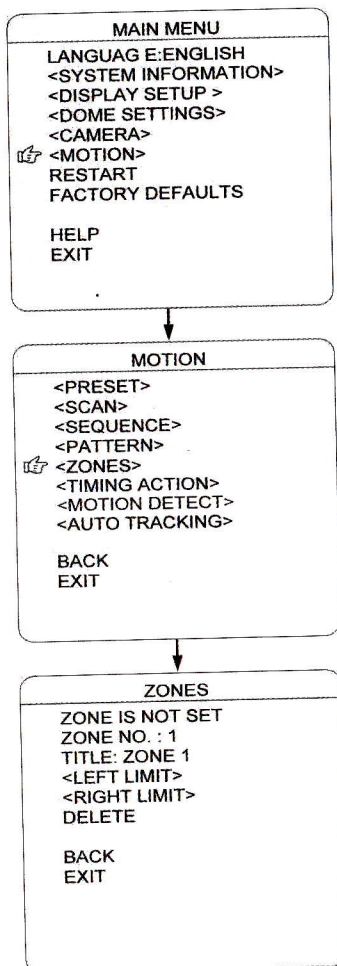 MAIN MENU
LANGUAG E:ENGLISH
<SYSTEM INFORMATION>
<DISPLAY SETUP >
<DOME SETTINGS>
<CAMERA>
<MOTION>
RESTART
FACTORY DEFAULTS
HELP
EXIT
MOTION
<PRESET>
<SCAN>
<SEQUENCE>
<PATTERN>
<ZONES>
<TIMING ACTION>
<MOTION DETECT>
<AUTO TRACKING>
BACK
EXIT
ZONES
ZONE IS NOT SET
ZONE NO. : 1
TITLE: ZONE 1
<LEFT LIMIT>
<RIGHT LIMIT>
DELETE
BACK
EXIT